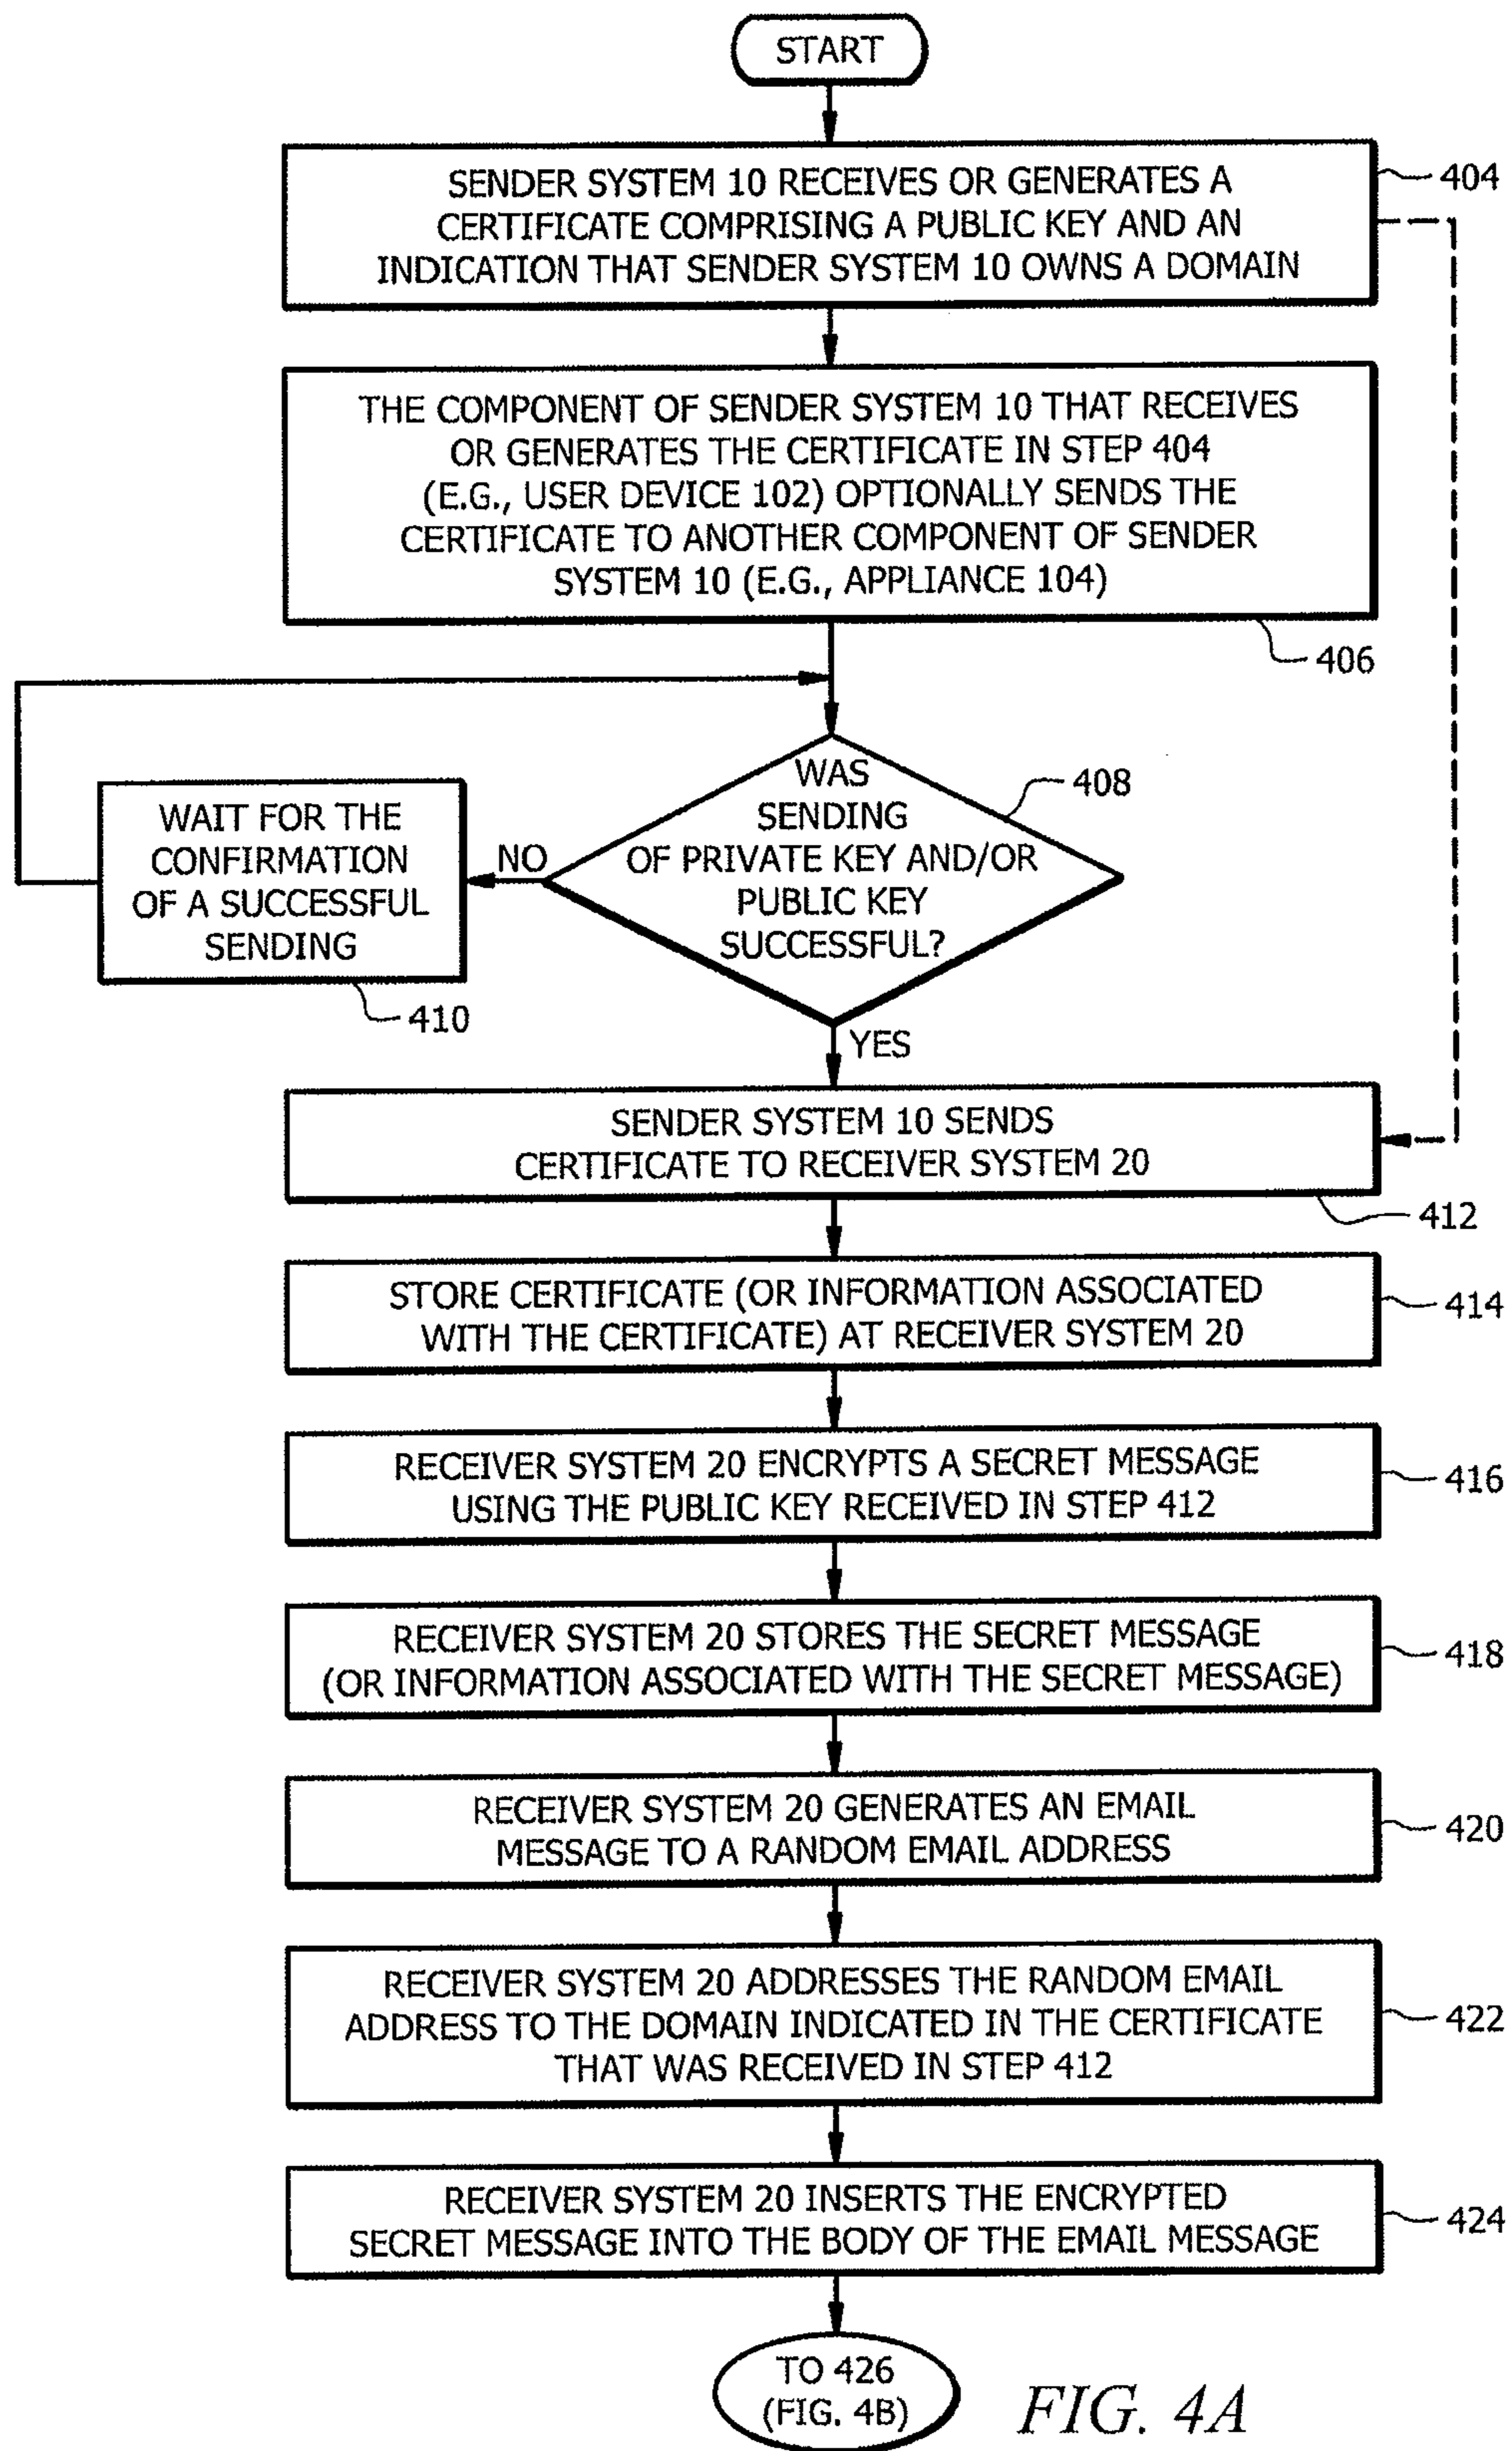 START
SENDER SYSTEM 10 RECEIVES OR GENERATES A
CERTIFICATE COMPRISING A PUBLIC KEY AND AN
INDICATION THAT SENDER SYSTEM 10 OWNS A DOMAIN
404
THE COMPONENT OF SENDER SYSTEM 10 THAT RECEIVES
OR GENERATES THE CERTIFICATE IN STEP 404
(E.G., USER DEVICE 102) OPTIONALLY SENDS THE
CERTIFICATE TO ANOTHER COMPONENT OF SENDER
SYSTEM 10 (E.G., APPLIANCE 104)
406
WAS
SENDING
OF PRIVATE KEY AND/OR
PUBLIC KEY
SUCCESSFUL?
408
NO
WAIT FOR THE
CONFIRMATION
OF A SUCCESSFUL
SENDING
410
YES
SENDER SYSTEM 10 SENDS
CERTIFICATE TO RECEIVER SYSTEM 20
412
STORE CERTIFICATE (OR INFORMATION ASSOCIATED
WITH THE CERTIFICATE) AT RECEIVER SYSTEM 20
414
RECEIVER SYSTEM 20 ENCRYPTS A SECRET MESSAGE
USING THE PUBLIC KEY RECEIVED IN STEP 412
416
RECEIVER SYSTEM 20 STORES THE SECRET MESSAGE
(OR INFORMATION ASSOCIATED WITH THE SECRET MESSAGE)
418
RECEIVER SYSTEM 20 GENERATES AN EMAIL
MESSAGE TO A RANDOM EMAIL ADDRESS
420
RECEIVER SYSTEM 20 ADDRESSES THE RANDOM EMAIL
ADDRESS TO THE DOMAIN INDICATED IN THE CERTIFICATE
THAT WAS RECEIVED IN STEP 412
422
RECEIVER SYSTEM 20 INSERTS THE ENCRYPTED
SECRET MESSAGE INTO THE BODY OF THE EMAIL MESSAGE
424
TO 426
(FIG. 4B)
FIG. 4A